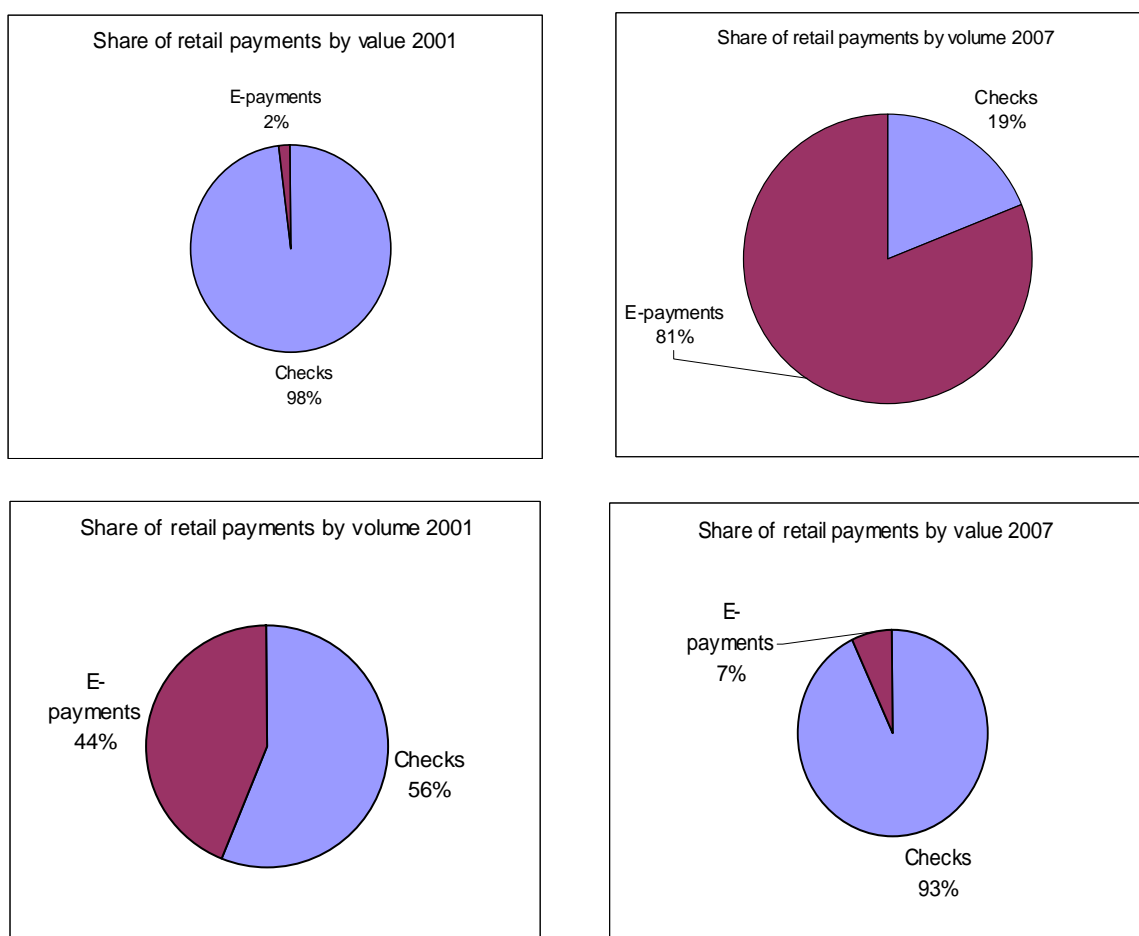 Share of retail payments by value 2001
E-payments
2%
Checks
98%
Share of retail payments by volume 2007
Checks
19%
E-payments
81%
Share of retail payments by volume 2001
E-
payments
44%
Checks
56%
Share of retail payments by value 2007
E-
payments
7%
Checks
93%